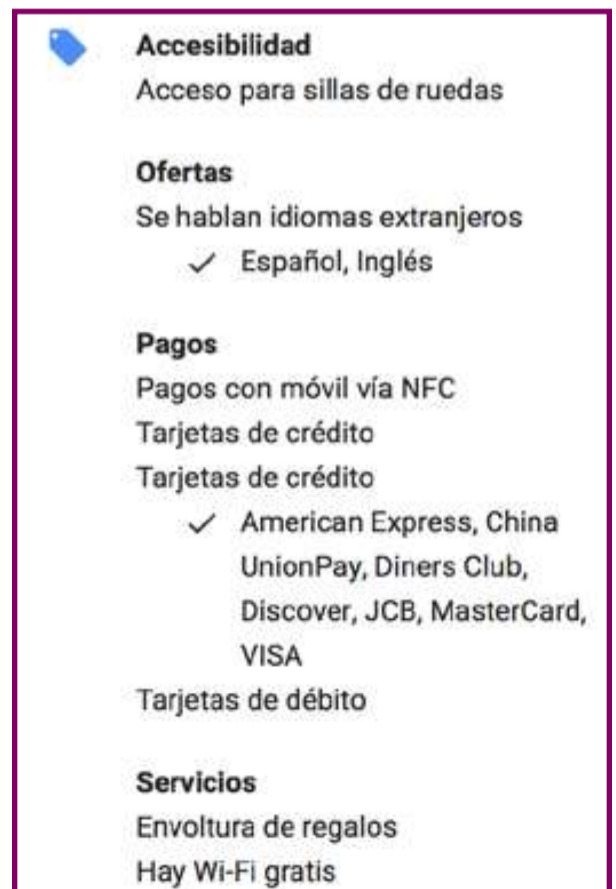 Accesibilidad
Acceso para sillas de ruedas
Ofertas
Se hablan idiomas extranjeros
✓ Español, Inglés
Pagos
Pagos con móvil vía NFC
Tarjetas de crédito
Tarjetas de crédito
✓ American Express, China
UnionPay, Diners Club,
Discover, JCB, MasterCard,
VISA
Tarjetas de débito
Servicios
Envoltura de regalos
Hay Wi-Fi gratis